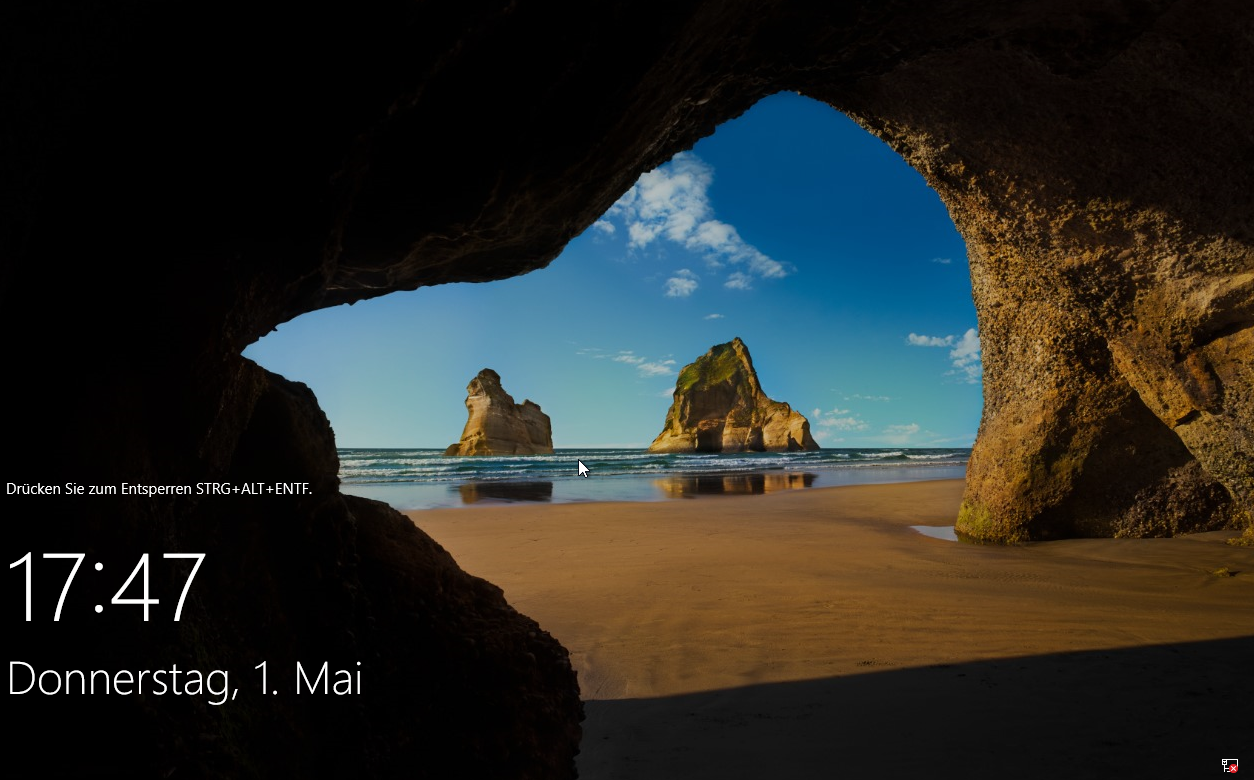 Drücken Sie zum Entsperren STRG+ALT+ENTF.
17:47
Donnerstag, 1. Mai